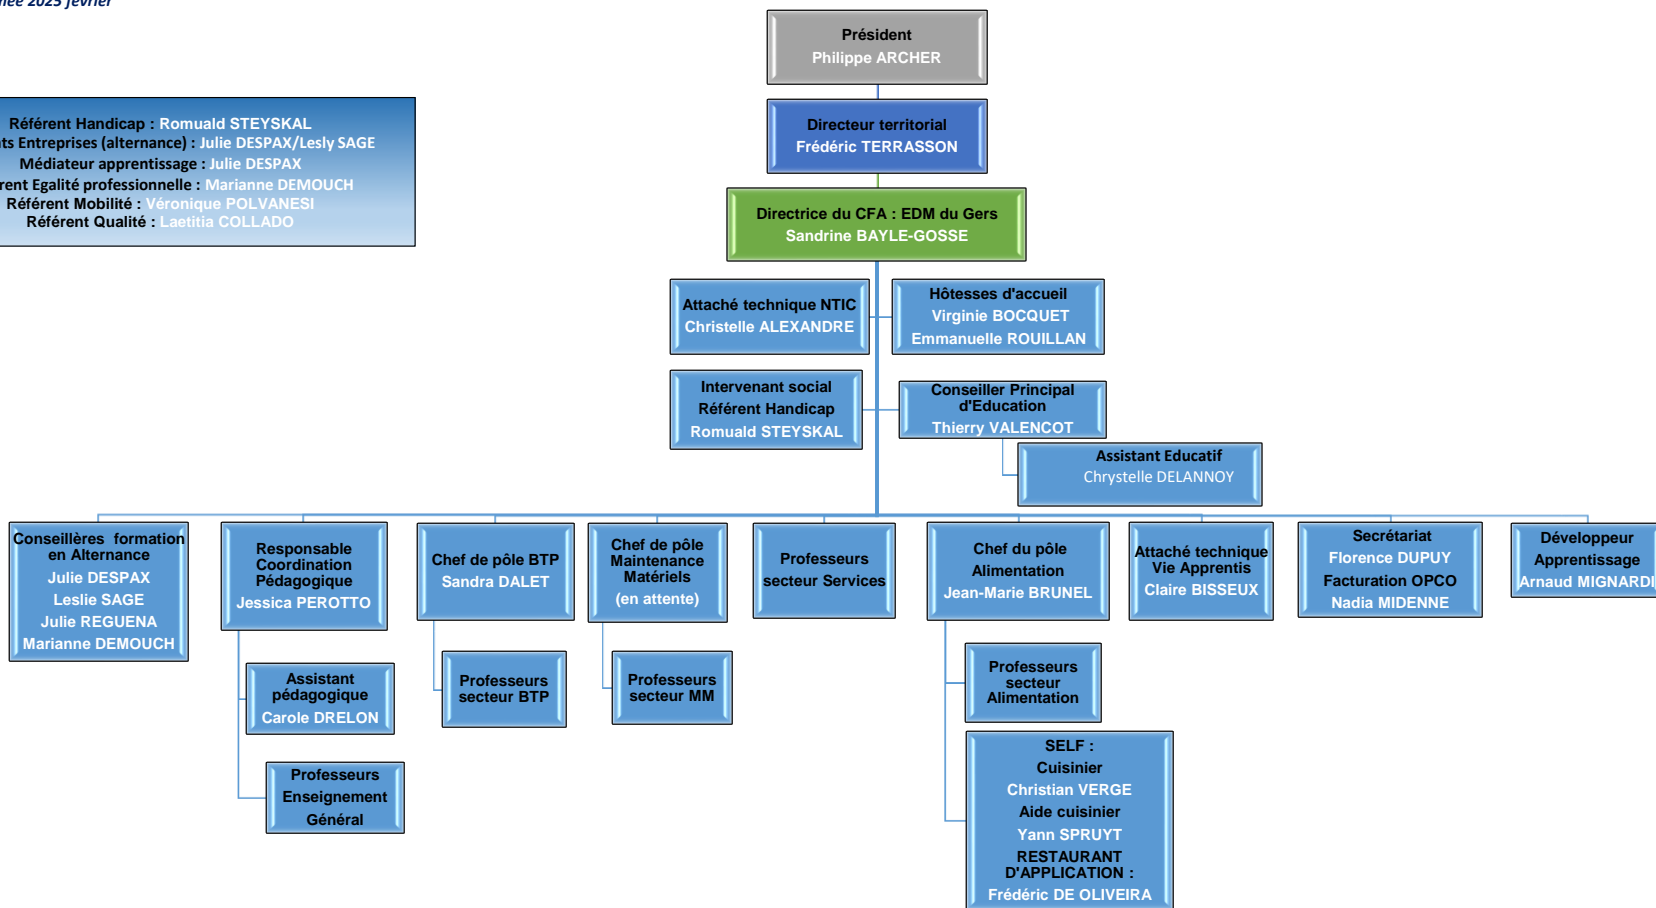 2025 février
Président
Philippe ARCHER
Directeur territorial
Frédéric TERRASSON
Directrice du CFA : EDM du Gers
Sandrine BAYLE-GOSSE
Référent Handicap : Romuald STEYSKAL
Entreprises (alternance) : Julie DESPAX/Lesly SAGE
Médiateur apprentissage : Julie DESPAX
Egalité professionnelle : Marianne DEMOUCH
Référent Mobilité : Véronique POLVANESI
Référent Qualité : Laetitia COLLADO
Attaché technique NTIC
Christelle ALEXANDRE
Hôtesses d'accueil
Virginie BOCQUET
Emmanuelle ROUILLAN
Intervenant social
Référent Handicap
Romuald STEYSKAL
Conseiller Principal
d'Education
Thierry VALENCOT
Assistant Educatif
Chrystelle DELANNOY
Conseillères formation
en Alternance
Julie DESPAX
Leslie SAGE
Julie REGUENA
Marianne DEMOUCH
Responsable
Coordination
Pédagogique
Jessica PEROTTO
Assistant
pédagogique
Carole DRELON
Professeurs
Enseignement
Général
Chef de pôle BTP
Sandra DALET
Professeurs
secteur BTP
Chef de pôle
Maintenance
Matériels
(en attente)
Professeurs
secteur MM
Professeurs
secteur Services
Chef du pôle
Alimentation
Jean-Marie BRUNEL
Professeurs
secteur
Alimentation
SELF :
Cuisinier
Christian VERGE
Aide cuisinier
Yann SPRUYT
RESTAURANT
D'APPLICATION :
Frédéric DE OLIVEIRA
Attaché technique
Vie Apprentis
Claire BISSEUX
Secrétariat
Florence DUPUY
Facturation OPCO
Nadia MIDENNE
Développeur
Apprentissage
Arnaud MIGNARDI